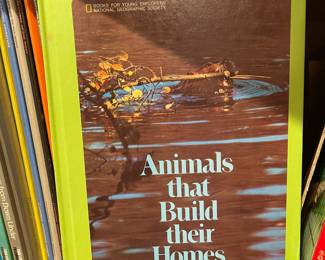 BOOKS FOR YOUNG EXPLORERS
NATIONAL GEOGRAPHIC SOCIETY
Animals
that
Build
their
Homes